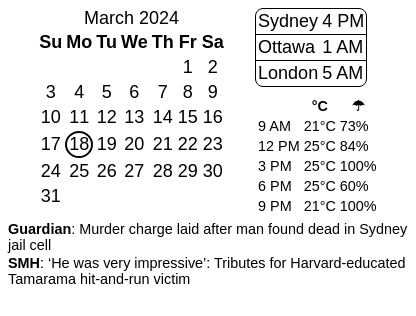 March 2024
Su Mo Tu We Th Fr Sa
1 2
3 4 5 6 7 8 9
10 11 12 13 14 15 16
17 18 19 20 21 22 23
24 25 26 27 28 29 30
31
Sydney 4 PM
Ottawa 1 AM
London 5 AM
°C ☂
9 AM 21°C 73%
12 PM 25°C 84%
3 PM 25°C 100%
6 PM 25°C 60%
9 PM 21°C 100%
Guardian: Murder charge laid after man found dead in Sydney
jail cell
SMH: ‘He was very impressive’: Tributes for Harvard-educated
Tamarama hit-and-run victim